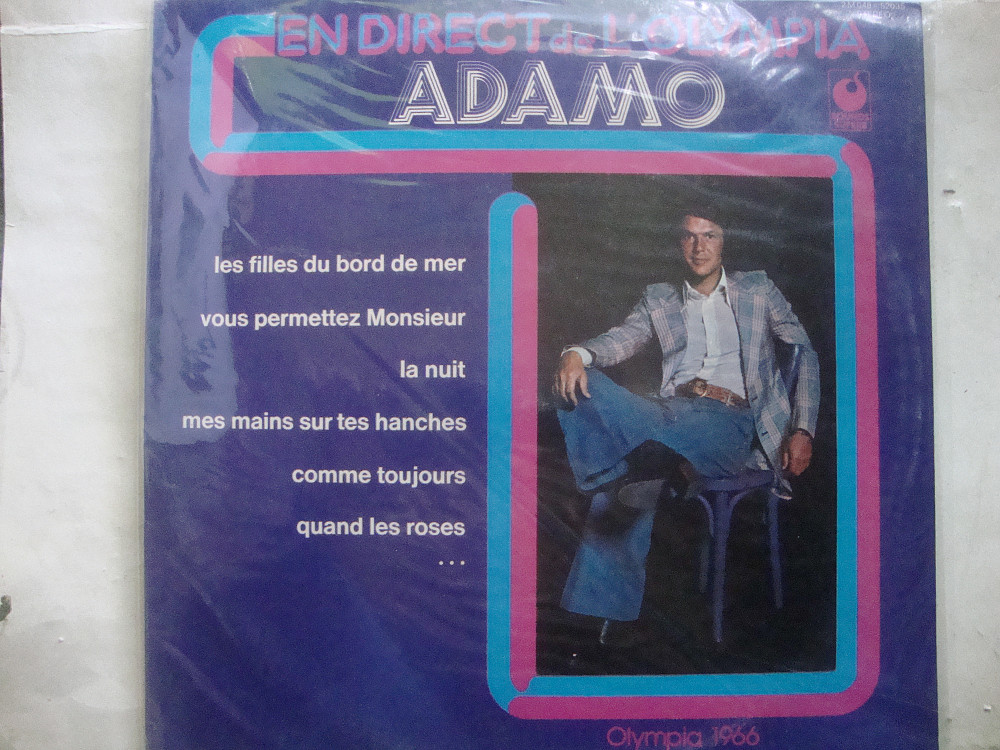 EN DIRECT de L'OLYMPIA
ADAMO
les filles du bord de mer
vous permettez Monsieur
la nuit
mes mains sur tes hanches
comme toujours
quand les roses
...
Olympia 1966